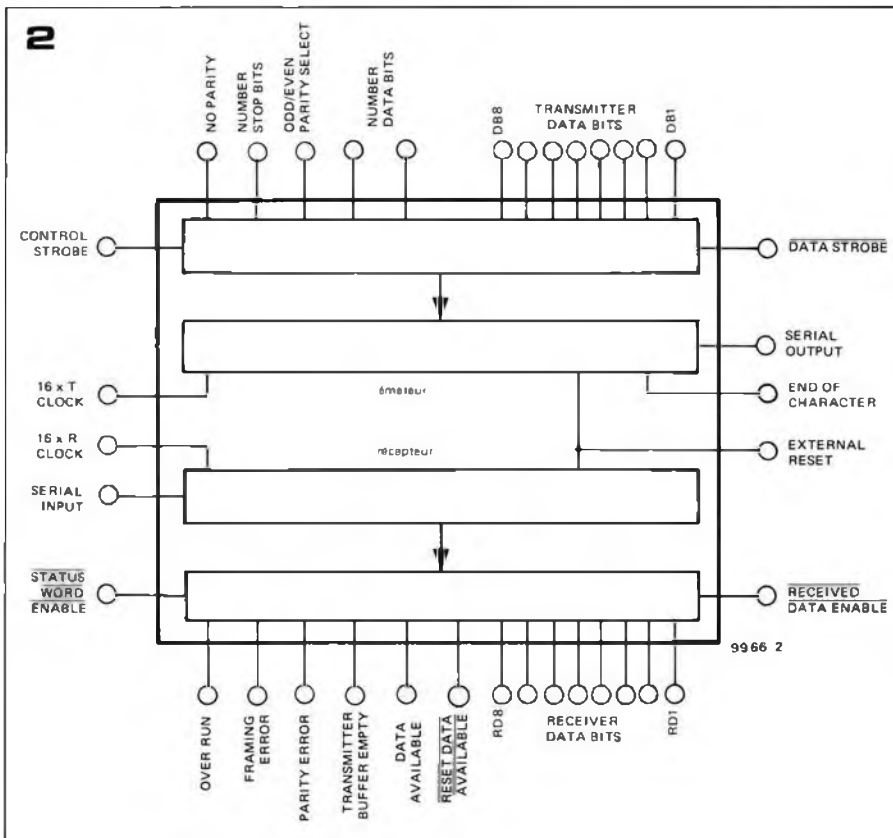 2
NO PARITY
NUMBER
STOP BITS
ODD/EVEN
PARITY SELECT
NUMBER
DATA BITS
DB8
TRANSMITTER
DATA BITS
DB1
CONTROL
STROBE
DATA STROBE
SERIAL
OUTPUT
16 x T
CLOCK
émetteur
END OF
CHARACTER
16 x R
CLOCK
récepteur
EXTERNAL
RESET
SERIAL
INPUT
STATUS
WORD
ENABLE
RECEIVED
DATA ENABLE
9966 2
OVER RUN
FRAMING
ERROR
PARITY ERROR
TRANSMITTER
BUFFER EMPTY
DATA
AVAILABLE
RESET DATA
AVAILABLE
RD8
RECEIVER
DATA BITS
RD1